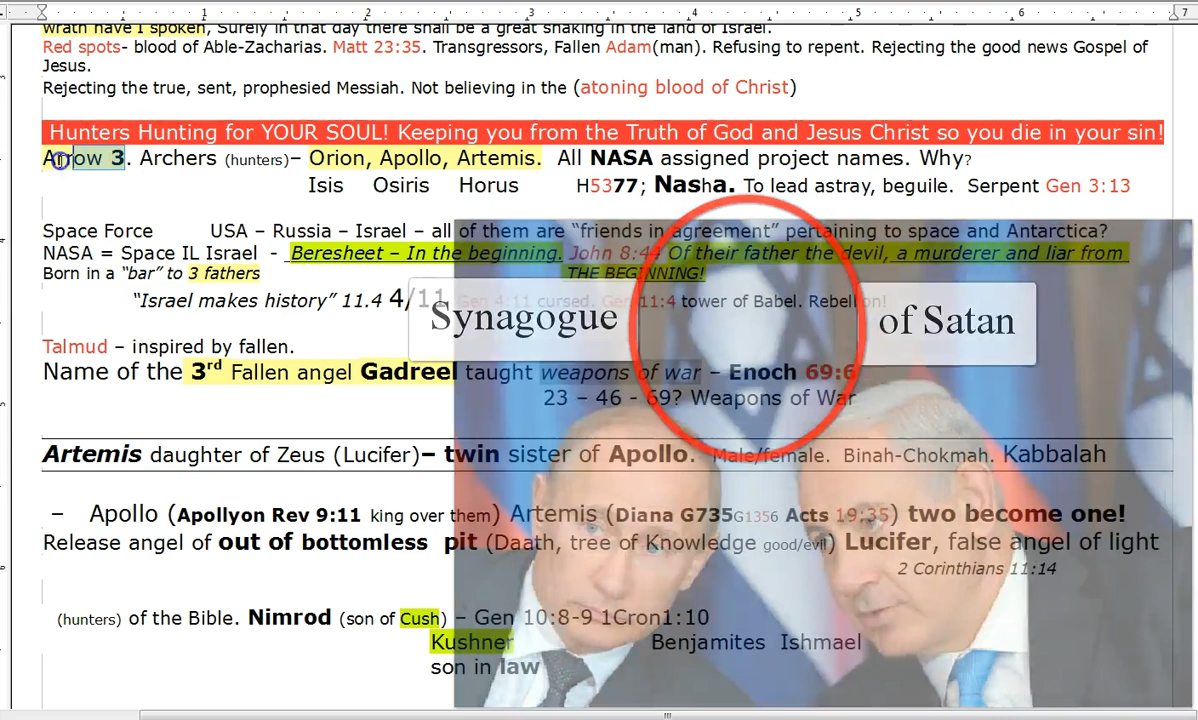 1 2 3 4 5 6 7
wrath have I spoken, Surely in that day there shall be a great shaking in the land of Israel.
Red spots- blood of Able-Zacharias. Matt 23:35. Transgressors, Fallen Adam(man). Refusing to repent. Rejecting the good news Gospel of
Jesus.
Rejecting the true, sent, prophesied Messiah. Not believing in the (atoning blood of Christ)
Hunters Hunting for YOUR SOUL! Keeping you from the Truth of God and Jesus Christ so you die in your sin!
Arrow 3. Archers (hunters)– Orion, Apollo, Artemis. All NASA assigned project names. Why?
Isis Osiris Horus H5377; Nasha. To lead astray, beguile. Serpent Gen 3:13
Space Force USA – Russia – Israel – all of them are “friends in agreement” pertaining to space and Antarctica?
NASA = Space IL Israel - Beresheet – In the beginning. John 8:44 Of their father the devil, a murderer and liar from
Born in a “bar” to 3 fathers THE BEGINNING!
“Israel makes history” 11.4 4/11 Gen 4:11 cursed. Gen 11:4 tower of Babel. Rebellion!
Synagogue of Satan
Talmud – inspired by fallen.
Name of the 3rd Fallen angel Gadreel taught weapons of war – Enoch 69:6
23 – 46 - 69? Weapons of War
Artemis daughter of Zeus (Lucifer)– twin sister of Apollo. Male/female. Binah-Chokmah. Kabbalah
– Apollo (Apollyon Rev 9:11 king over them) Artemis (Diana G735G1356 Acts 19:35) two become one!
Release angel of out of bottomless pit (Daath, tree of Knowledge good/evil) Lucifer, false angel of light
2 Corinthians 11:14
(hunters) of the Bible. Nimrod (son of Cush) – Gen 10:8-9 1Cron1:10
Kushner Benjamites Ishmael
son in law